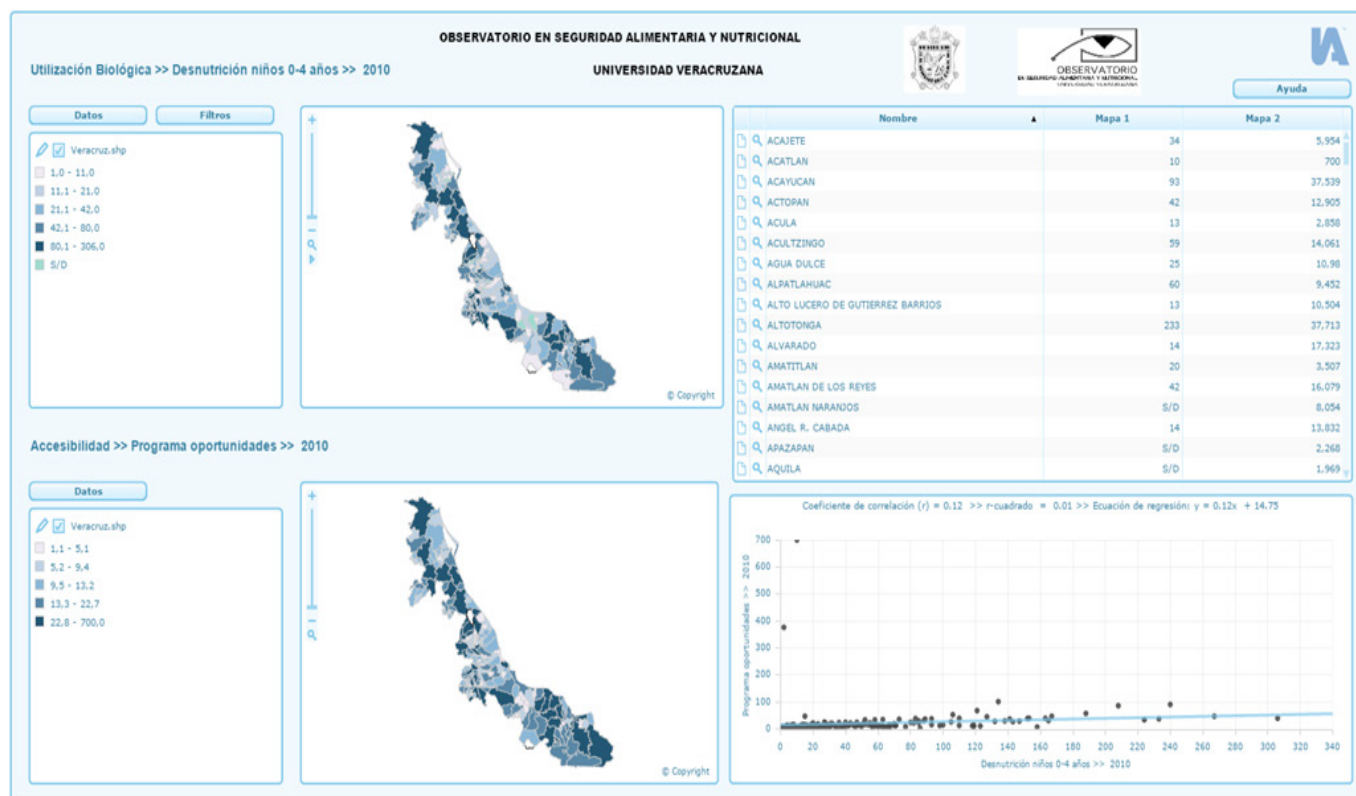 OBSERVATORIO EN SEGURIDAD ALIMENTARIA Y NUTRICIONAL
UNIVERSIDAD VERACRUZANA
OBSERVATORIO
EN SEGURIDAD ALIMENTARIA Y NUTRICIONAL
UNIVERSIDAD VERACRUZANA
Ayuda
Utilización Biológica >> Desnutrición niños 0-4 años >> 2010
Datos
Filtros
Veracruz.shp
1,0 - 11,0
11,1 - 21,0
21,1 - 42,0
42,1 - 80,0
80,1 - 306,0
S/D
© Copyright
Nombre Mapa 1 Mapa 2
ACAJETE 34 5,954
ACATLAN 10 700
ACAYUCAN 93 37,539
ACTOPAN 42 12,905
ACULA 13 2,858
ACULTZINGO 59 14,061
AGUA DULCE 25 10,98
ALPATLAHUAC 60 9,452
ALTO LUCERO DE GUTIERREZ BARRIOS 13 10,504
ALTOTONGA 233 37,713
ALVARADO 14 17,323
AMATITLAN 20 3,507
AMATLAN DE LOS REYES 42 16,079
AMATLAN NARANJOS S/D 8,054
ANGEL R. CABADA 14 13,832
APAZAPAN S/D 2,268
AQUILA S/D 1,969
Accesibilidad >> Programa oportunidades >> 2010
Datos
Veracruz.shp
1,1 - 5,1
5,2 - 9,4
9,5 - 13,2
13,3 - 22,7
22,8 - 700,0
© Copyright
Coeficiente de correlación (r) = 0.12 >> r-cuadrado = 0.01 >> Ecuación de regresión: y = 0.12x + 14.75
Programa oportunidades >> 2010
700
600
500
400
300
200
100
0
0 20 40 60 80 100 120 140 160 180 200 220 240 260 280 300 320 340
Desnutrición niños 0-4 años >> 2010